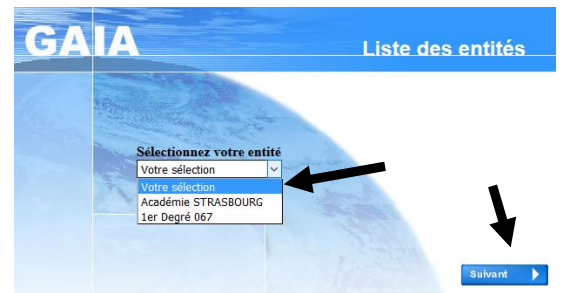 GAIA
Liste des entités
Sélectionnez votre entité
Votre sélection
Votre sélection
Académie STRASBOURG
1er Degré 067
Suivant